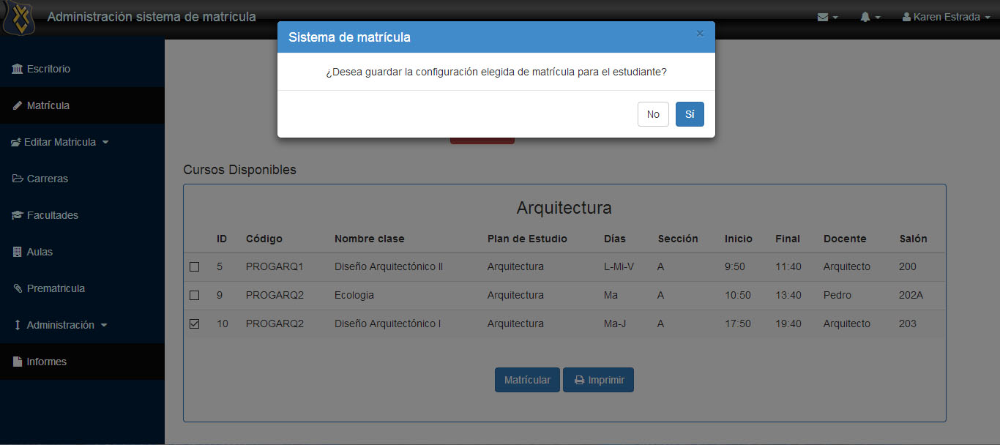 Administración sistema de matrícula
Karen Estrada
Sistema de matrícula
×
¿Desea guardar la configuración elegida de matrícula para el estudiante?
No Sí
Escritorio
Matrícula
Editar Matricula
Carreras
Facultades
Aulas
Prematricula
Administración
Informes
Cursos Disponibles
Arquitectura
ID Código Nombre clase Plan de Estudio Días Sección Inicio Final Docente Salón
5 PROGARQ1 Diseño Arquitectónico II Arquitectura L-Mi-V A 9:50 11:40 Arquitecto 200
9 PROGARQ2 Ecologia Arquitectura Ma A 10:50 13:40 Pedro 202A
10 PROGARQ2 Diseño Arquitectónico I Arquitectura Ma-J A 17:50 19:40 Arquitecto 203
Matrícular Imprimir